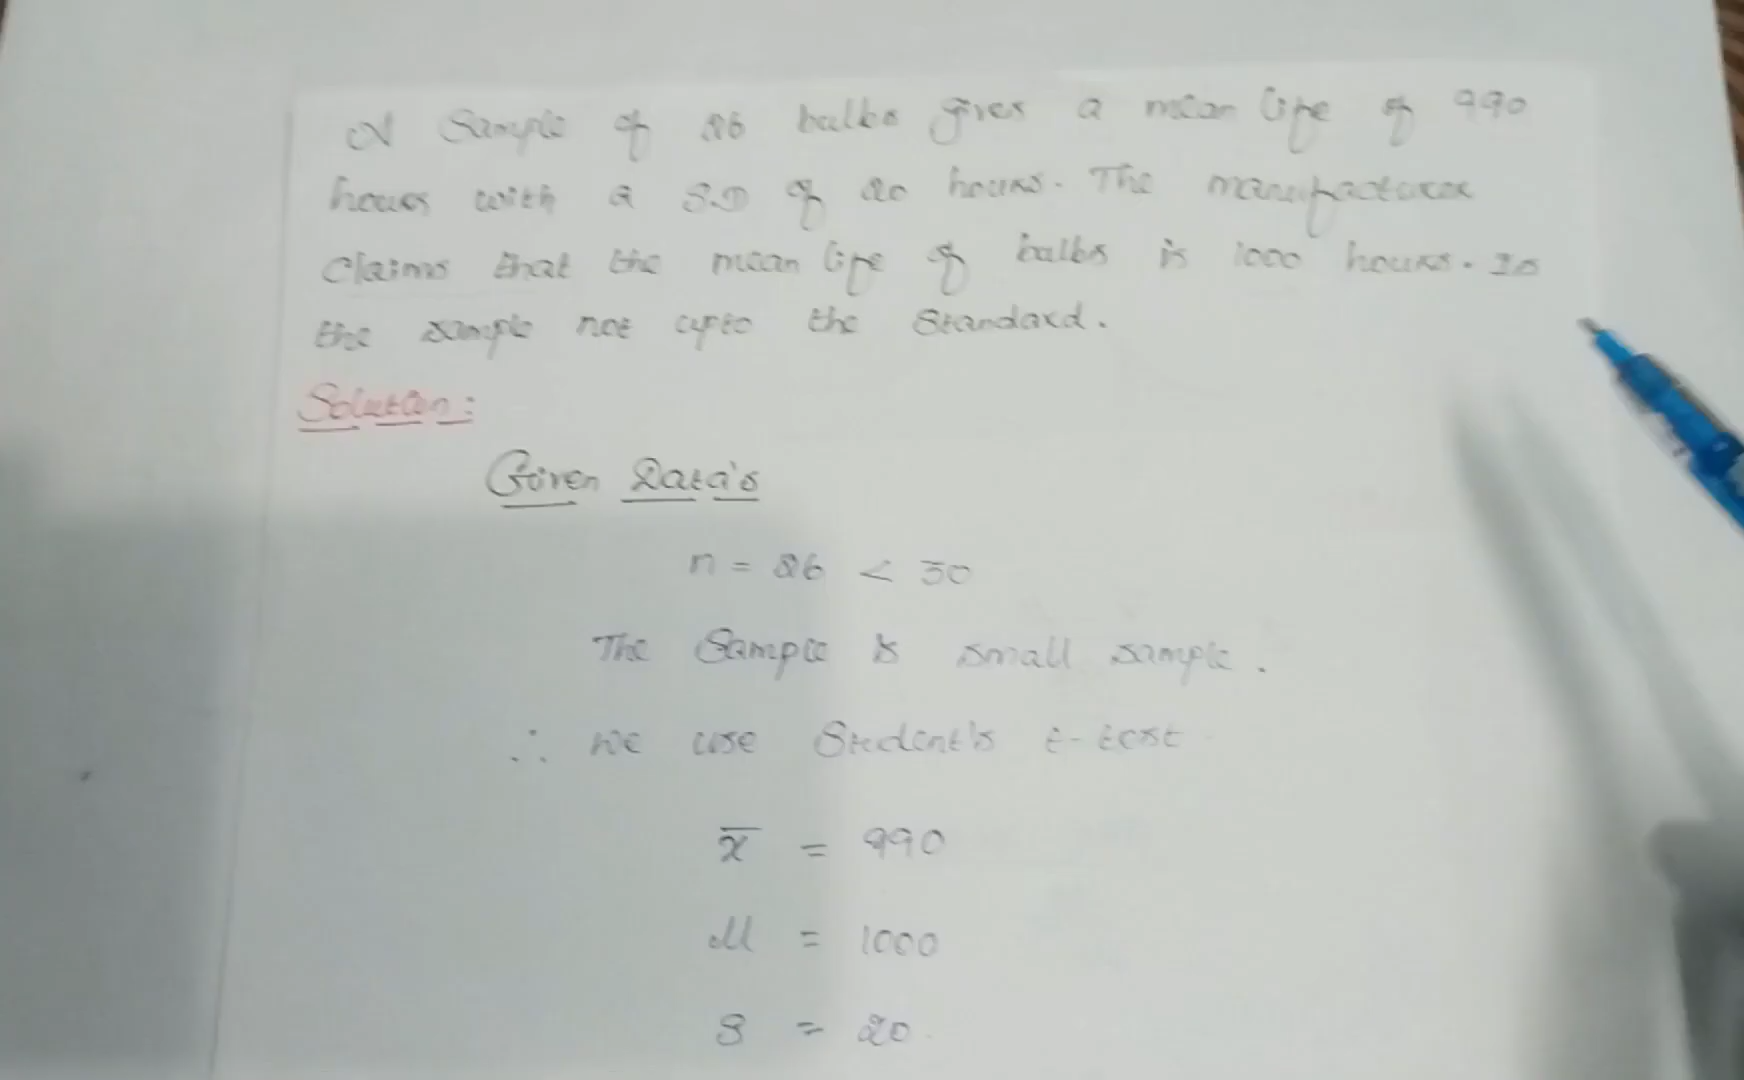 A Sample of 26 bulbs gives a mean life of 990
hours with a S.D of 20 hours. The manufacturer
claims that the mean life of bulbs is 1000 hours. Is
the sample not upto the Standard.
Solution:
Given Data's
n = 26 < 30
The Sample is small sample.
∴ we use Student's t-test
x̄ = 990
μ = 1000
S = 20.